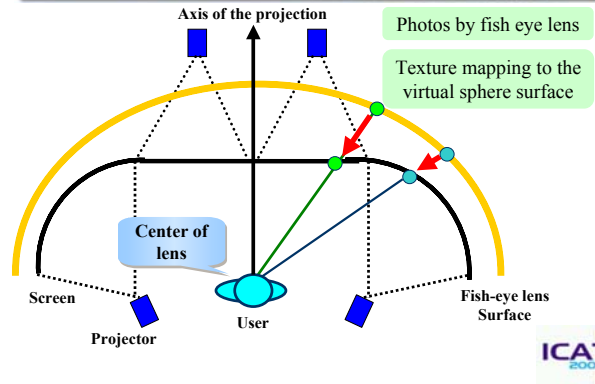 Axis of the projection
Photos by fish eye lens
Texture mapping to the
virtual sphere surface
Center of
lens
Screen
Projector
User
Fish-eye lens
Surface